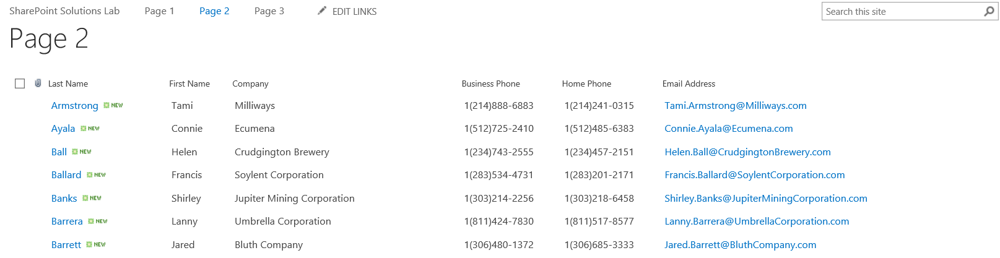 SharePoint Solutions Lab Page 1 Page 2 Page 3 EDIT LINKS Search this site
Page 2
Last Name First Name Company Business Phone Home Phone Email Address
Armstrong NEW Tami Milliways 1(214)888-6883 1(214)241-0315 Tami.Armstrong@Milliways.com
Ayala NEW Connie Ecumena 1(512)725-2410 1(512)485-6383 Connie.Ayala@Ecumena.com
Ball NEW Helen Crudgington Brewery 1(234)743-2555 1(234)457-2151 Helen.Ball@CrudgingtonBrewery.com
Ballard NEW Francis Soylent Corporation 1(283)534-4731 1(283)201-2171 Francis.Ballard@SoylentCorporation.com
Banks NEW Shirley Jupiter Mining Corporation 1(303)214-2256 1(303)218-6458 Shirley.Banks@JupiterMiningCorporation.com
Barrera NEW Lanny Umbrella Corporation 1(811)424-7830 1(811)517-8577 Lanny.Barrera@UmbrellaCorporation.com
Barrett NEW Jared Bluth Company 1(306)480-1372 1(306)685-3333 Jared.Barrett@BluthCompany.com